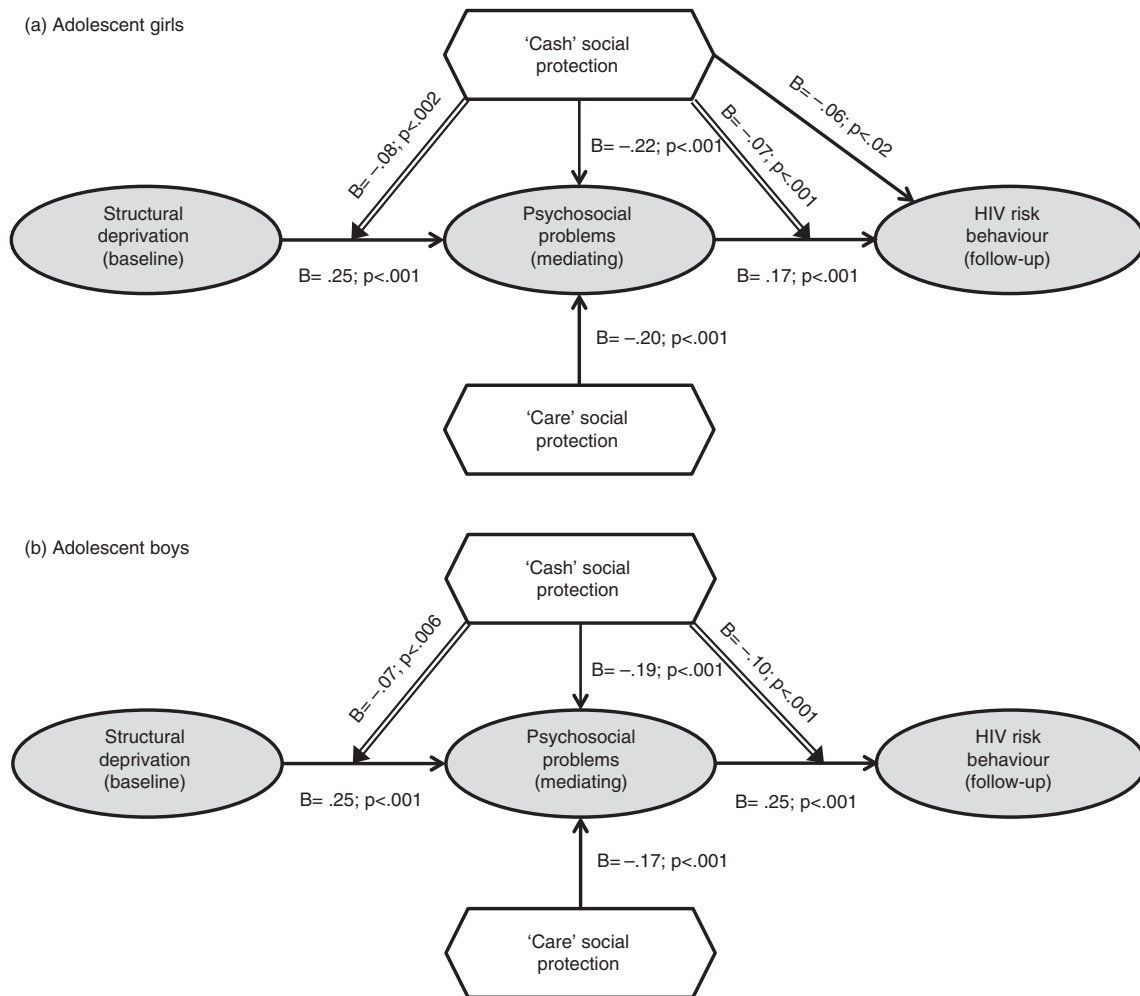 (a) Adolescent girls
‘Cash’ social
protection
B= –.08; p<.002
B= –.22; p<.001
B= –.07; p<.001
B= –.06; p<.02
Structural
deprivation
(baseline)
B= .25; p<.001
Psychosocial
problems
(mediating)
B= .17; p<.001
HIV risk
behaviour
(follow-up)
B= –.20; p<.001
‘Care’ social
protection
(b) Adolescent boys
‘Cash’ social
protection
B= –.07; p<.006
B= –.19; p<.001
B= –.10; p<.001
Structural
deprivation
(baseline)
B= .25; p<.001
Psychosocial
problems
(mediating)
B= .25; p<.001
HIV risk
behaviour
(follow-up)
B= –.17; p<.001
‘Care’ social
protection